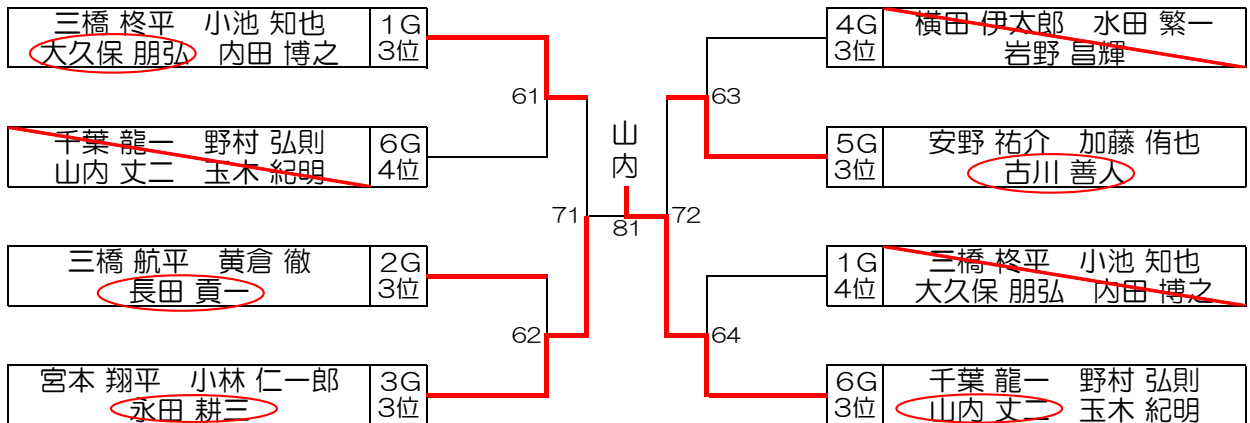 三橋 柊平　小池 知也
大久保 朋弘　内田 博之
1G
3位
61
千葉 龍一　野村 弘則
山内 丈二　玉木 紀明
6G
4位
71
三橋 航平　黄倉 徹
長田 貢一
2G
3位
62
宮本 翔平　小林 仁一郎
永田 耕三
3G
3位
山内
81
4G
3位
横田 伊太郎　水田 繁一
岩野 昌輝
63
5G
3位
安野 祐介　加藤 侑也
古川 善人
72
1G
4位
三橋 柊平　小池 知也
大久保 朋弘　内田 博之
64
6G
3位
千葉 龍一　野村 弘則
山内 丈二　玉木 紀明